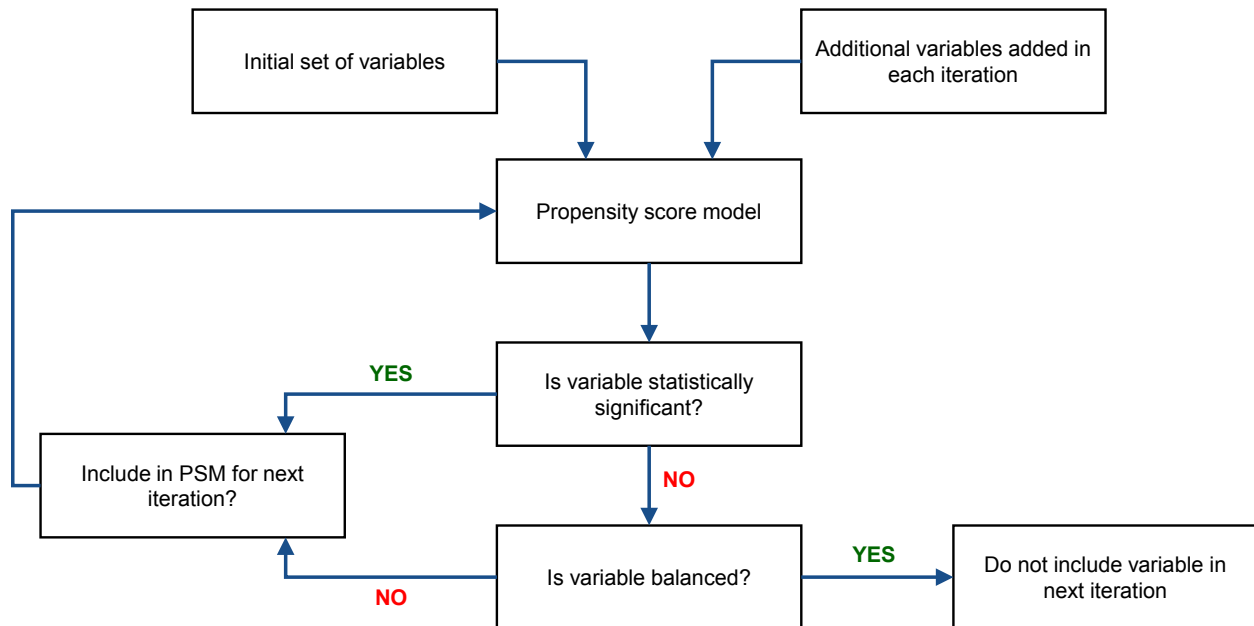 Initial set of variables
Additional variables added in
each iteration
Propensity score model
YES
Is variable statistically
significant?
Include in PSM for next
iteration?
NO
Is variable balanced?
NO
YES
Do not include variable in
next iteration